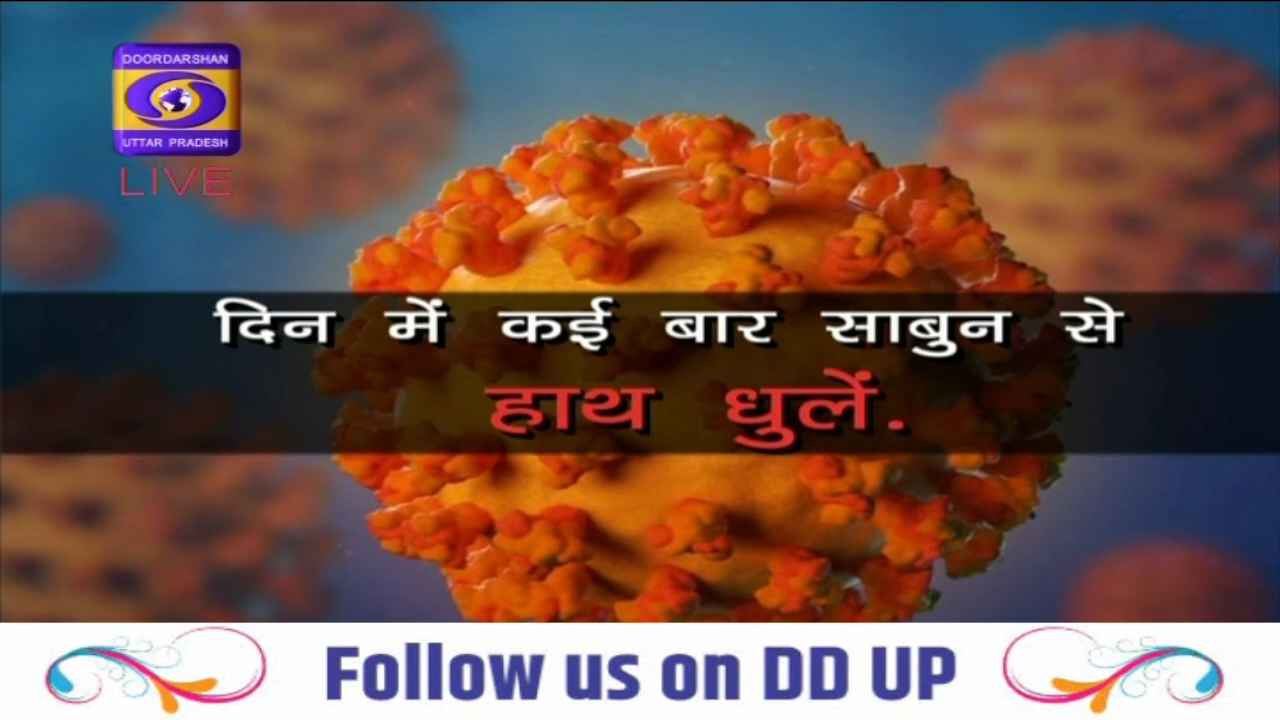 DOORDARSHAN
UTTAR PRADESH
LIVE
दिन में कई बार साबुन से
हाथ धुलें.
Follow us on DD UP